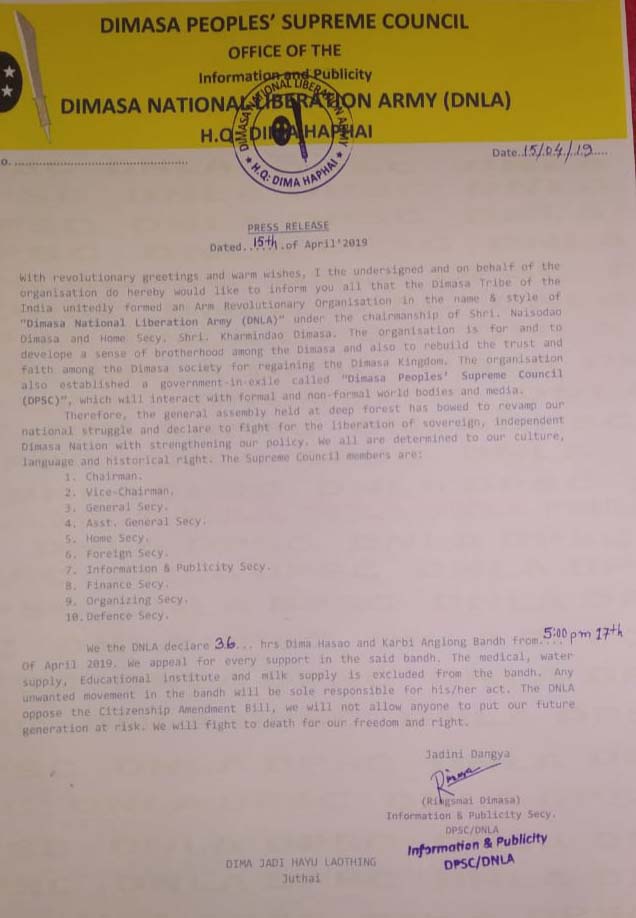 DIMASA PEOPLES' SUPREME COUNCIL
OFFICE OF THE
Information and Publicity
DIMASA NATIONAL LIBERATION ARMY (DNLA)
H.Q: DIMA HAPHAI
DIMASA NATIONAL LIBERATION ARMY
★ H.Q: DIMA HAPHAI ★
o. ............................................
Date..15/04/19....
PRESS RELEASE
Dated..15th..of April'2019
With revolutionary greetings and warm wishes, I the undersigned and on behalf of the
organisation do hereby would like to inform you all that the Dimasa Tribe of the
India unitedly formed an Arm Revolutionary Organisation in the name & style of
"Dimasa National Liberation Army (DNLA)" under the chairmanship of Shri. Naisodao
Dimasa and Home Secy. Shri. Kharmindao Dimasa. The organisation is for and to
develope a sense of brotherhood among the Dimasa and also to rebuild the trust and
faith among the Dimasa society for regaining the Dimasa Kingdom. The organisation
also established a government-in-exile called "Dimasa Peoples' Supreme Council
(DPSC)", which will interact with formal and non-formal world bodies and media.
Therefore, the general assembly held at deep forest has bowed to revamp our
national struggle and declare to fight for the liberation of sovereign, independent
Dimasa Nation with strengthening our policy. We all are determined to our culture,
language and historical right. The Supreme Council members are:
1. Chairman.
2. Vice-Chairman.
3. General Secy.
4. Asst. General Secy.
5. Home Secy.
6. Foreign Secy.
7. Information & Publicity Secy.
8. Finance Secy.
9. Organizing Secy.
10. Defence Secy.
We the DNLA declare 36... hrs Dima Hasao and Karbi Anglong Bandh from.5:00 pm 17th
Of April 2019. We appeal for every support in the said bandh. The medical, water
supply, Educational institute and milk supply is excluded from the bandh. Any
unwanted movement in the bandh will be sole responsible for his/her act. The DNLA
oppose the Citizenship Amendment Bill, we will not allow anyone to put our future
generation at risk. We will fight to death for our freedom and right.
Jadini Dangya
(Ringsmai Dimasa)
Information & Publicity Secy.
DPSC/DNLA
Information & Publicity
DPSC/DNLA
DIMA JADI HAYU LAOTHING
Juthai